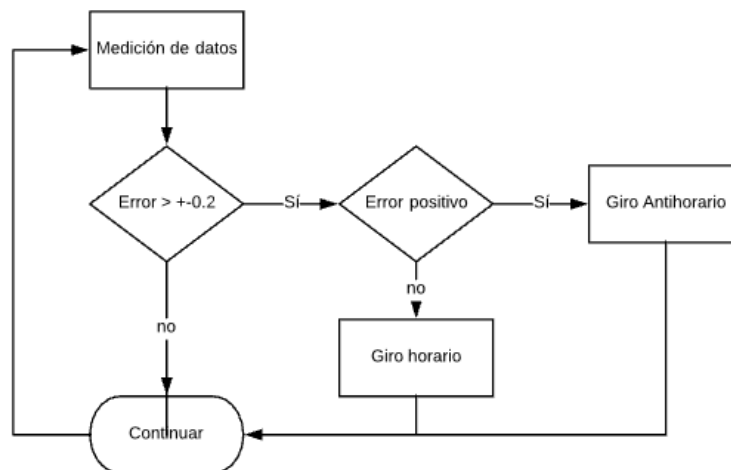 Medición de datos
Error > +-0.2
Sí
Error positivo
Sí
Giro Antihorario
no
no
Giro horario
Continuar